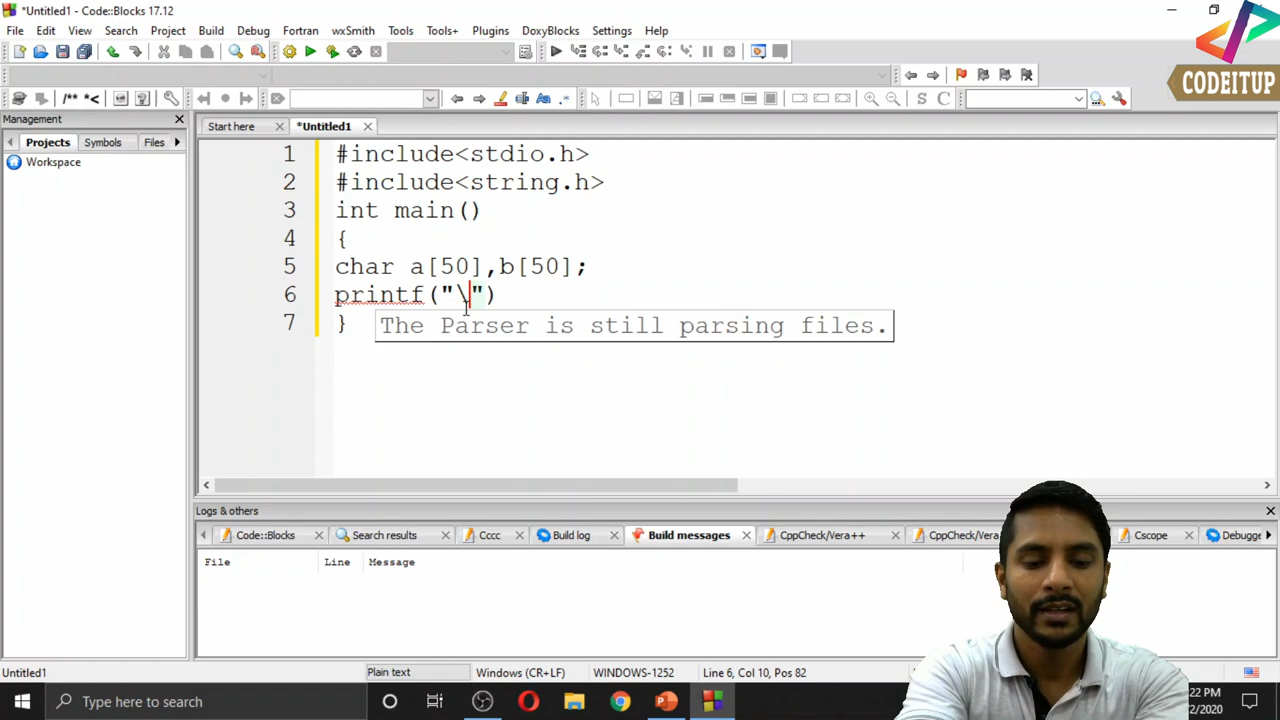 *Untitled1 - Code::Blocks 17.12
File Edit View Search Project Build Debug Fortran wxSmith Tools Tools+ Plugins DoxyBlocks Settings Help
CODEITUP
/** *<
S C
Management
Start here *Untitled1
Projects Symbols Files
Workspace
1 #include<stdio.h>
2 #include<string.h>
3 int main()
4 {
5 char a[50],b[50];
6 printf("\")
7 }
The Parser is still parsing files.
Logs & others
Code::Blocks Search results Cccc Build log Build messages CppCheck/Vera++ CppCheck/Vera Cscope Debugge
File Line Message
Untitled1 Plain text Windows (CR+LF) WINDOWS-1252 Line 6, Col 10, Pos 82
Type here to search
:22 PM
/2/2020